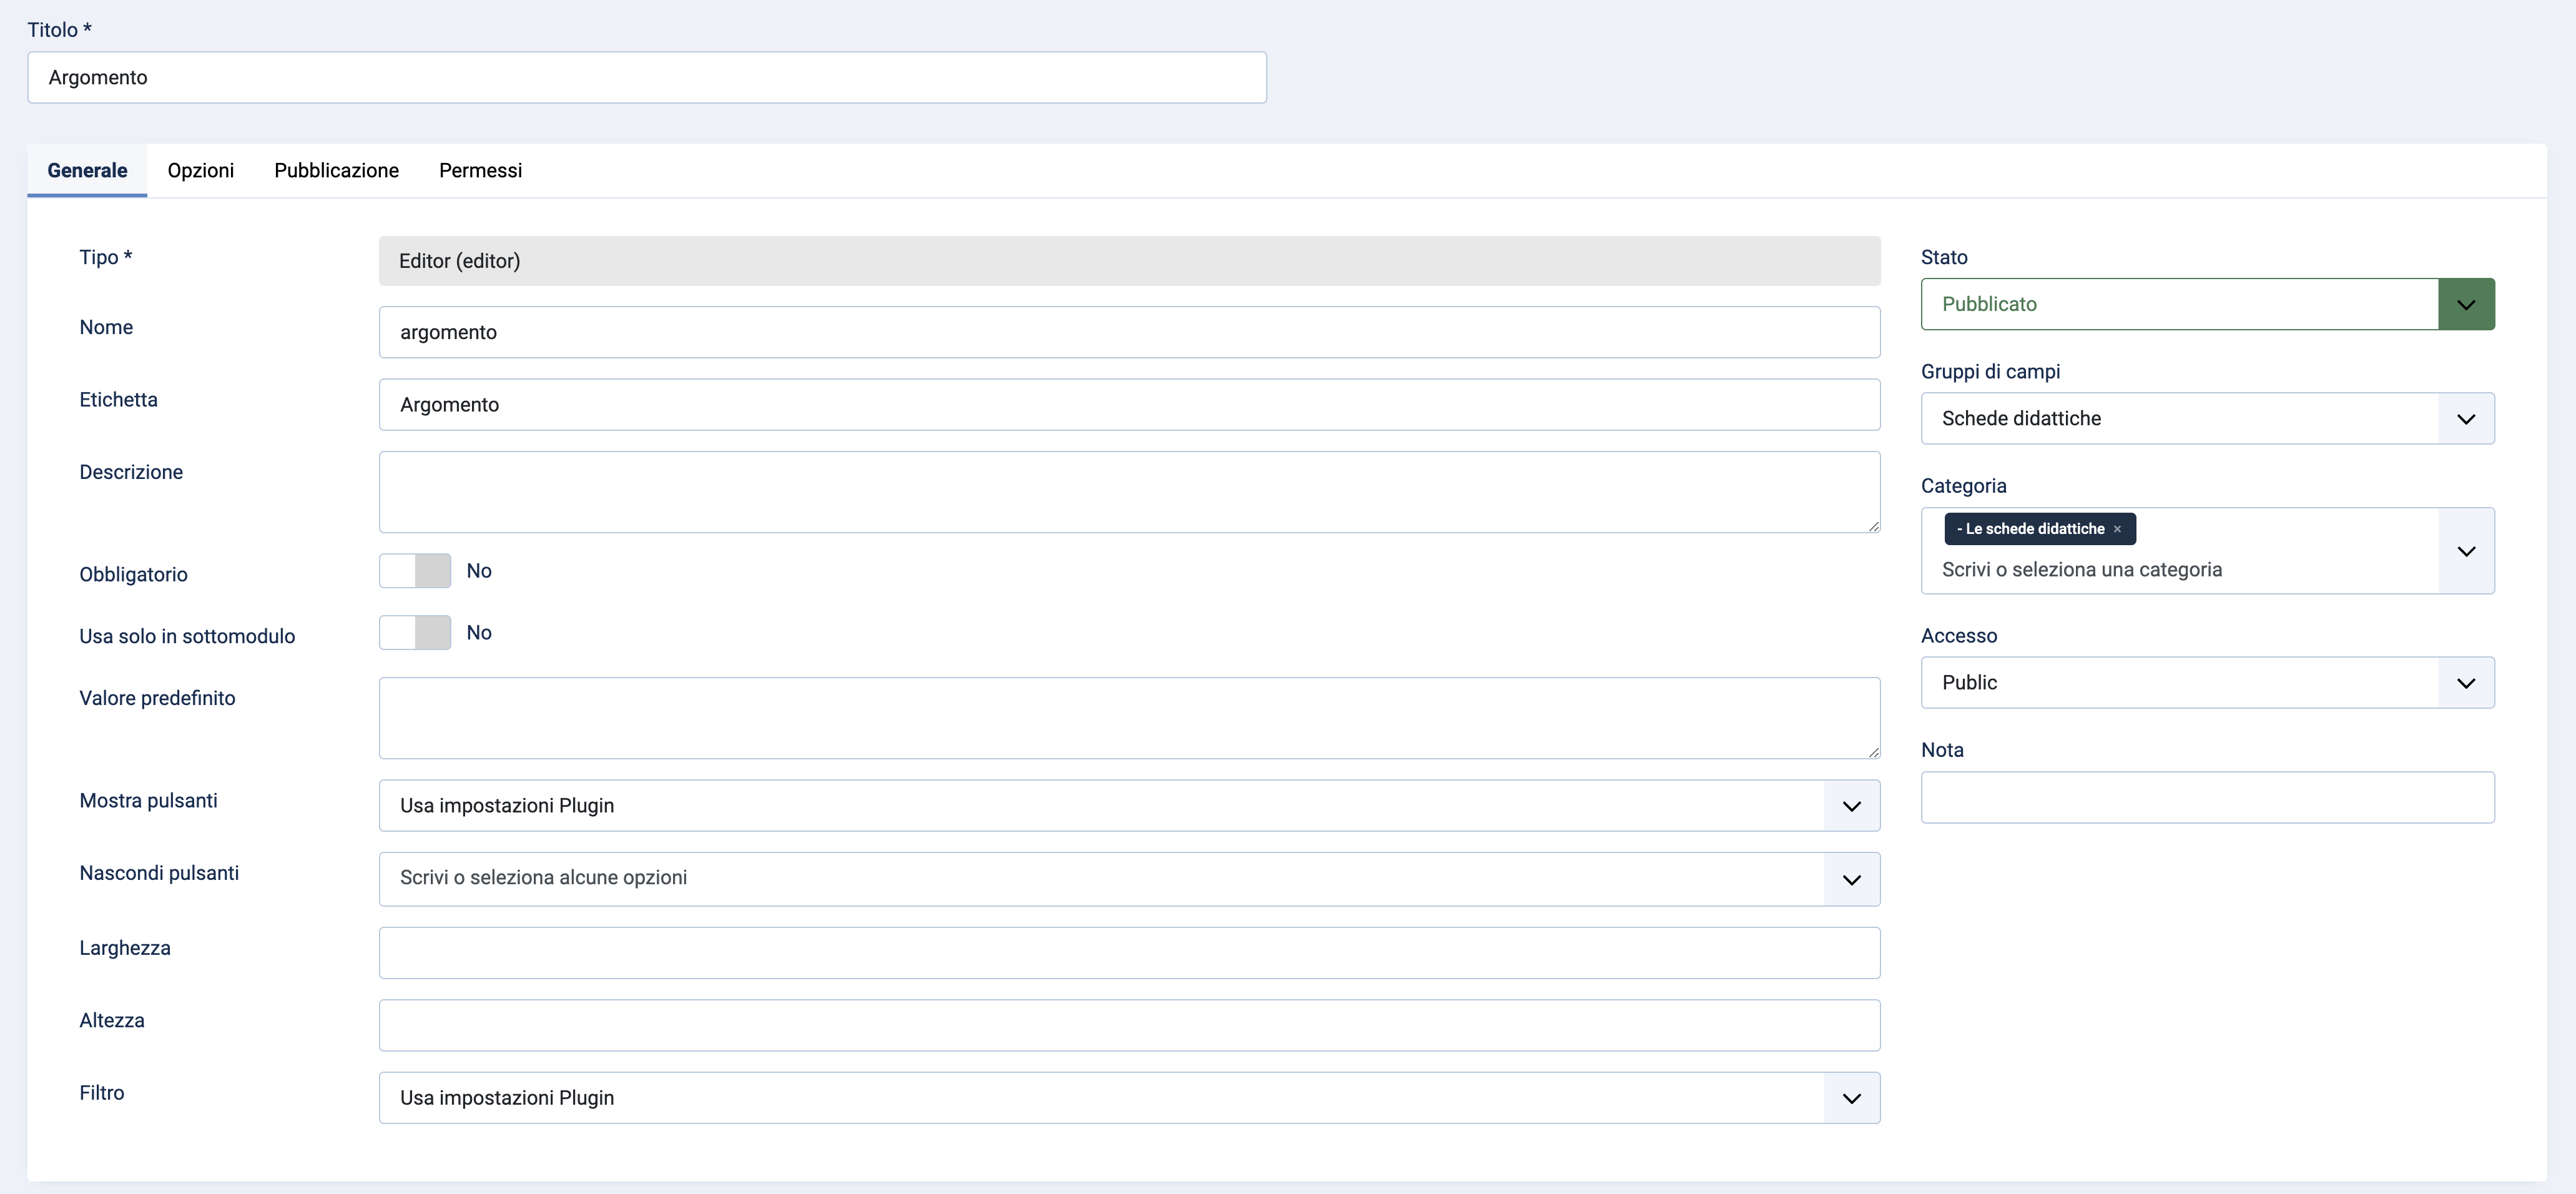 Titolo *
Argomento
Generale
Opzioni
Pubblicazione
Permessi
Tipo *
Editor (editor)
Nome
argomento
Etichetta
Argomento
Descrizione
Obbligatorio
No
Usa solo in sottomodulo
No
Valore predefinito
Mostra pulsanti
Usa impostazioni Plugin
Nascondi pulsanti
Scrivi o seleziona alcune opzioni
Larghezza
Altezza
Filtro
Usa impostazioni Plugin
Stato
Pubblicato
Gruppi di campi
Schede didattiche
Categoria
- Le schede didattiche ×
Scrivi o seleziona una categoria
Accesso
Public
Nota